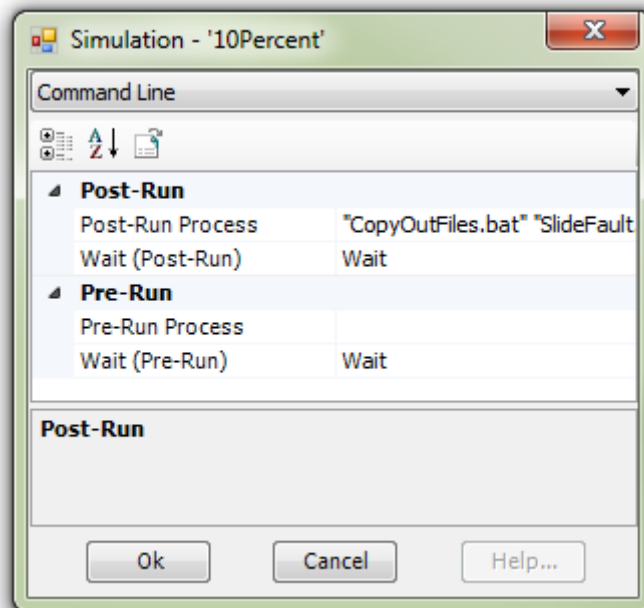 Simulation - '10Percent'
Command Line
A
Z
Post-Run
Post-Run Process "CopyOutFiles.bat" "SlideFault
Wait (Post-Run) Wait
Pre-Run
Pre-Run Process
Wait (Pre-Run) Wait
Post-Run
Ok Cancel Help...